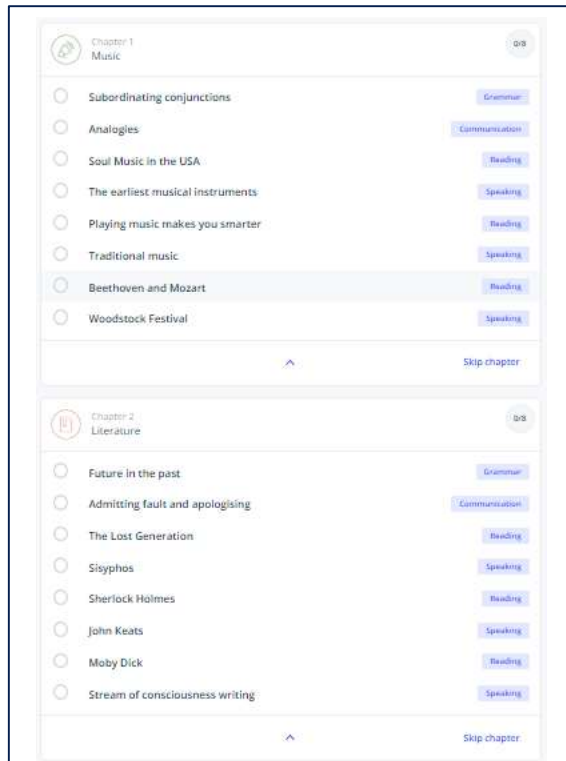 Chapter 1
0/8
Music
Subordinating conjunctions Grammar
Analogies Communication
Soul Music in the USA Reading
The earliest musical instruments Speaking
Playing music makes you smarter Reading
Traditional music Speaking
Beethoven and Mozart Reading
Woodstock Festival Speaking
Skip chapter
Chapter 2
0/8
Literature
Future in the past Grammar
Admitting fault and apologising Communication
The Lost Generation Reading
Sisyphos Speaking
Sherlock Holmes Reading
John Keats Speaking
Moby Dick Reading
Stream of consciousness writing Speaking
Skip chapter